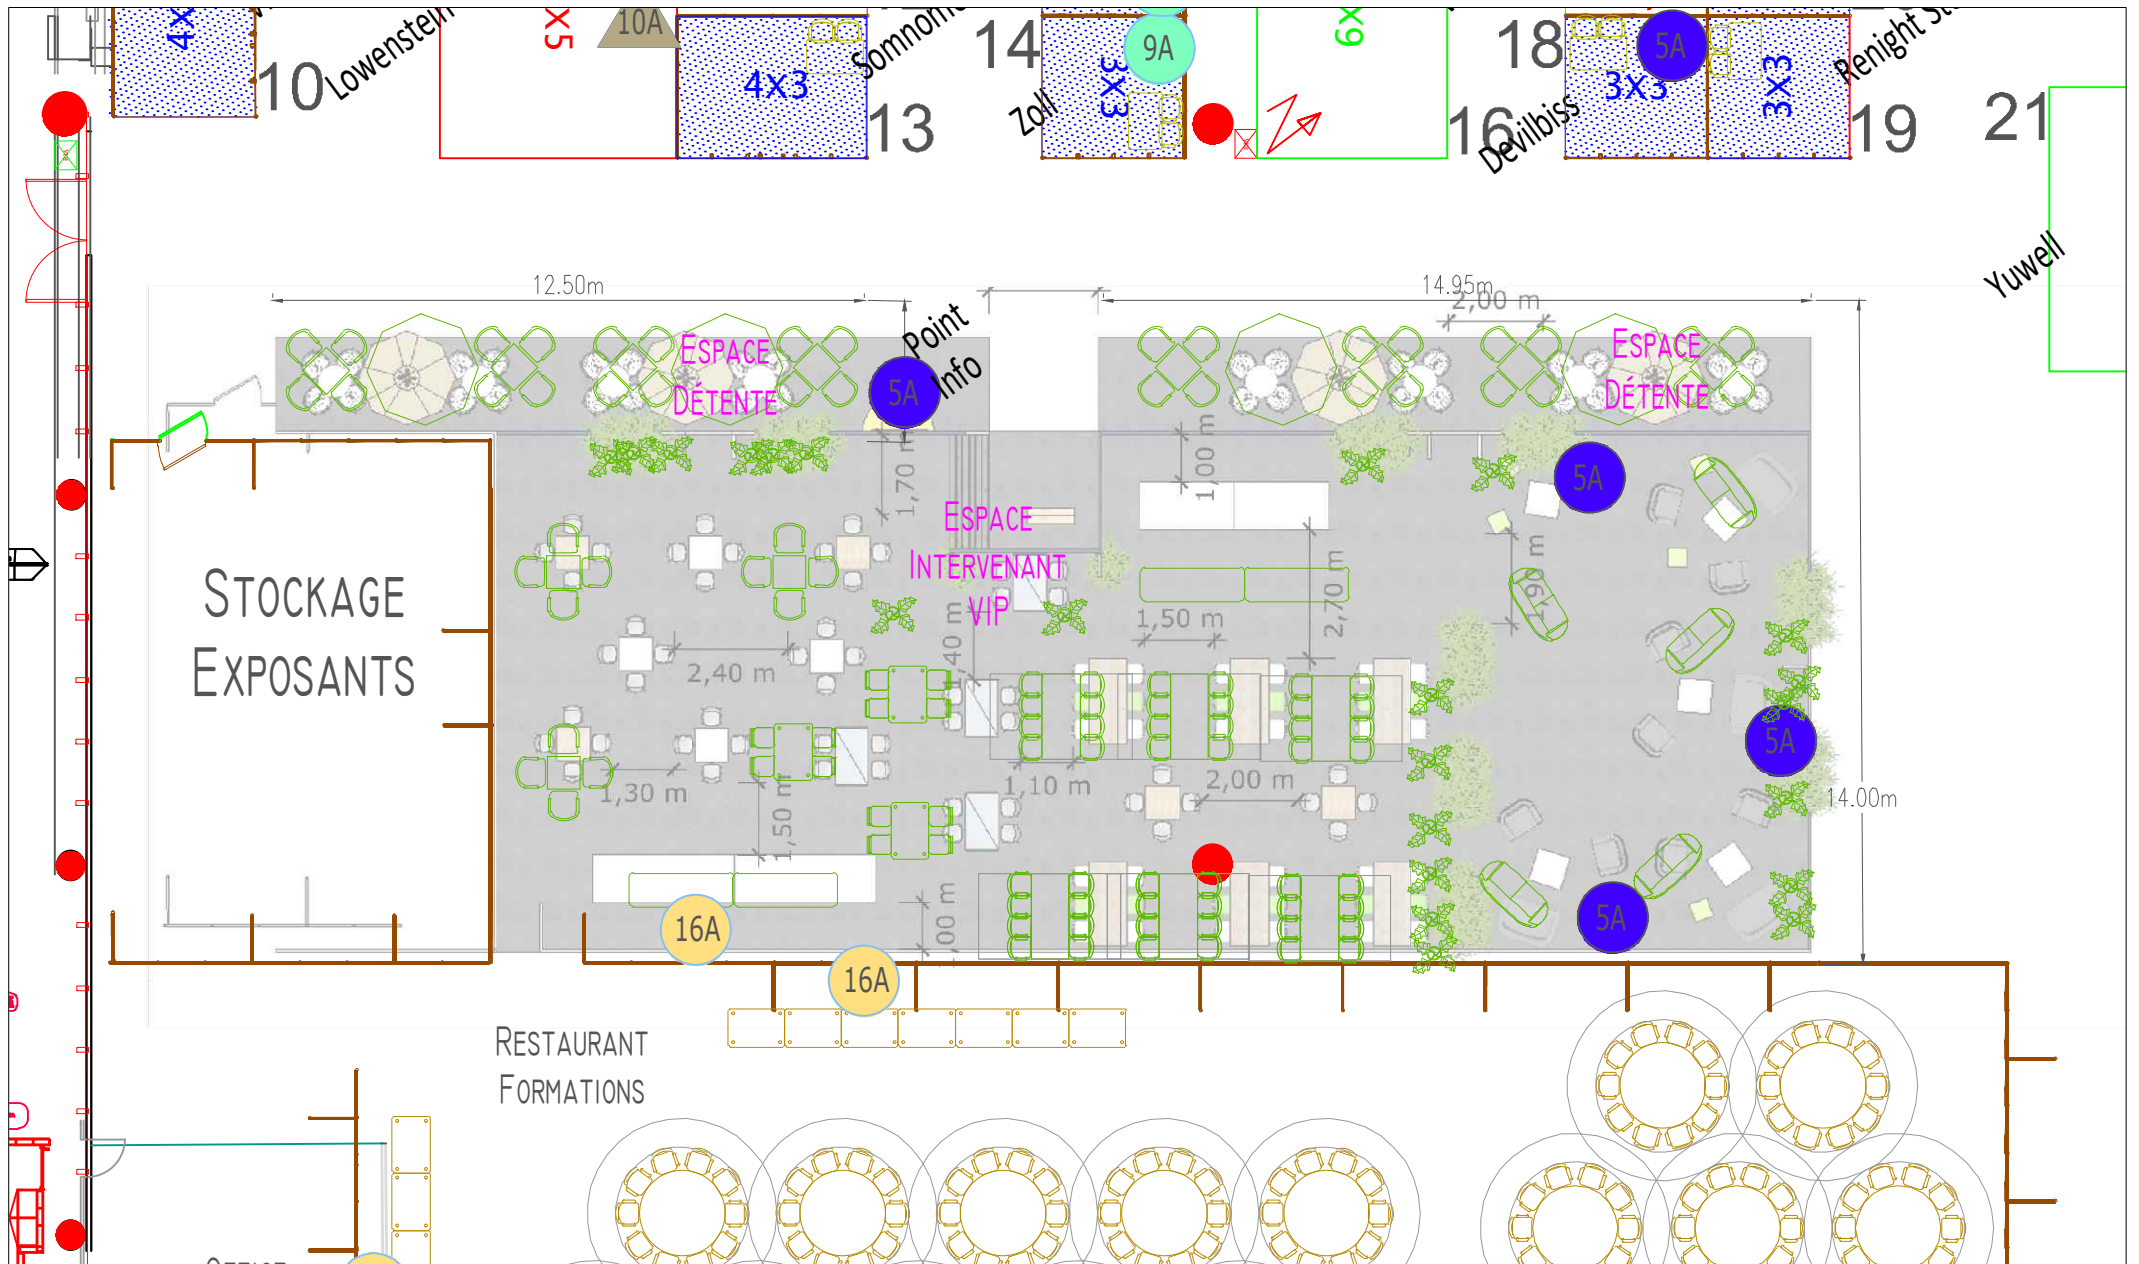 4X
10
Lowenstein
X5
10A
4X3
Somnomed
13
14
Zoll
3X3
9A
X9
16
18
Devilbiss
5A
3X3
3X3
Renight
19
21
Yuwell
12.50m
14.95m
2,00 m
Point
Info
5A
Espace
Détente
Espace
Détente
1,70 m
1,00 m
5A
Espace
Intervenant
VIP
Stockage
Exposants
2,70 m
1,90 m
1,50 m
1,40 m
2,40 m
5A
1,30 m
1,10 m
2,00 m
14.00m
1,50 m
16A
,00 m
5A
16A
Restaurant
Formations